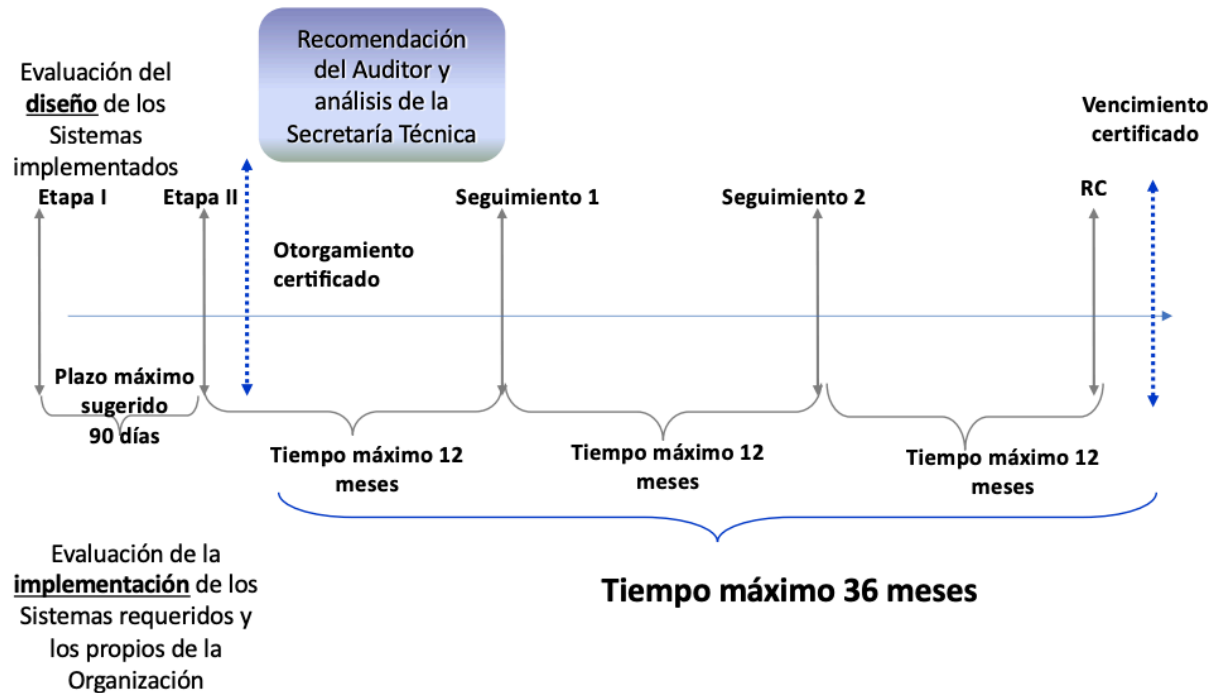 Recomendación
del Auditor y
análisis de la
Secretaría Técnica
Evaluación del
diseño de los
Sistemas
implementados
Vencimiento
certificado
Etapa I
Etapa II
Seguimiento 1
Seguimiento 2
RC
Otorgamiento
certificado
Plazo máximo
sugerido
90 días
Tiempo máximo 12
meses
Tiempo máximo 12
meses
Tiempo máximo 12
meses
Evaluación de la
implementación de los
Sistemas requeridos y
los propios de la
Organización
Tiempo máximo 36 meses